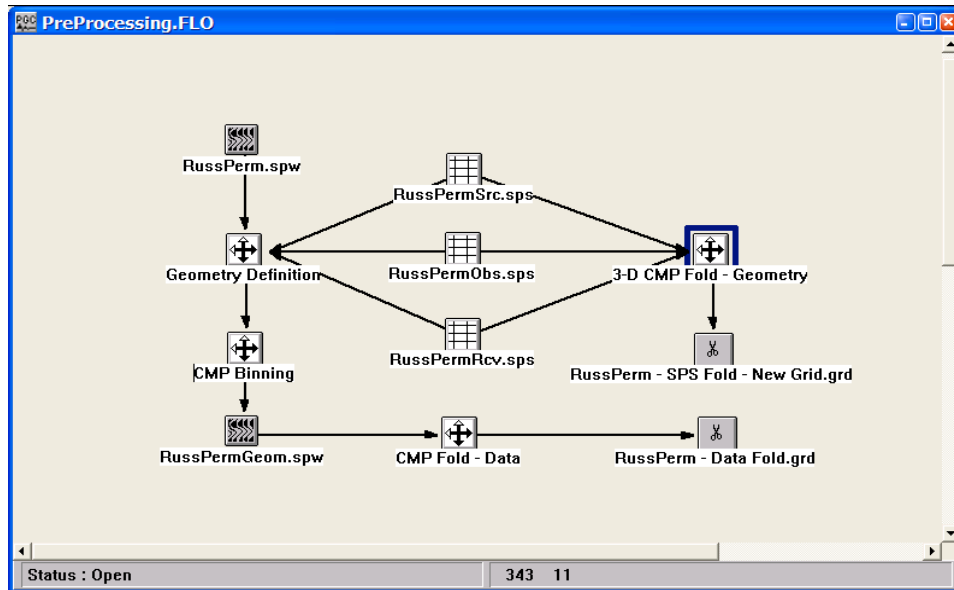 PreProcessing.FLO
RussPerm.spw
RussPermSrc.sps
Geometry Definition
RussPermObs.sps
3-D CMP Fold - Geometry
RussPermRcv.sps
CMP Binning
RussPerm - SPS Fold - New Grid.grd
RussPermGeom.spw
CMP Fold - Data
RussPerm - Data Fold.grd
Status : Open
343 11